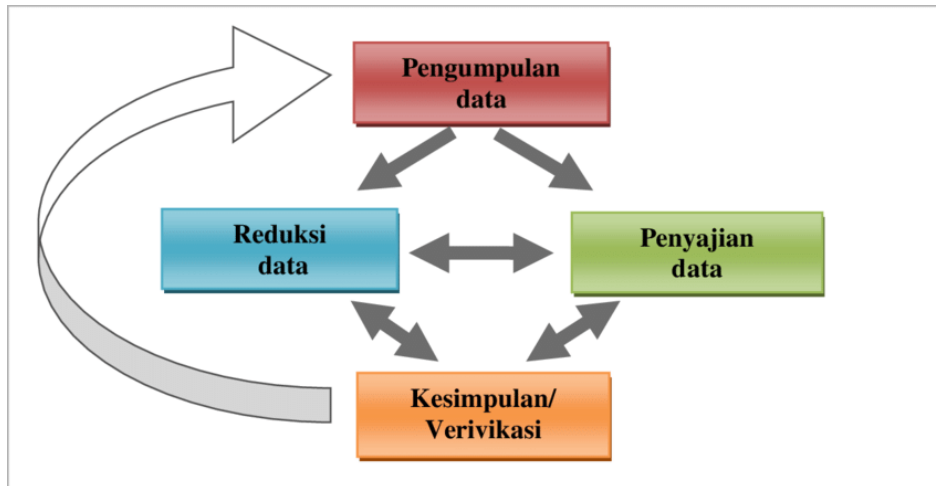 Pengumpulan
data
Reduksi
data
Penyajian
data
Kesimpulan/
Verivikasi